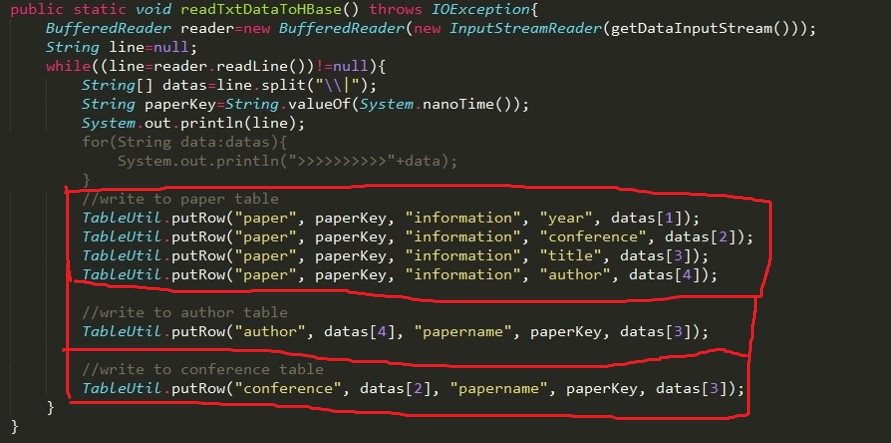 public static void readTxtDataToHBase() throws IOException{
    BufferedReader reader=new BufferedReader(new InputStreamReader(getDataInputStream()));
    String line=null;
    while((line=reader.readLine())!=null){
        String[] datas=line.split("\\|");
        String paperKey=String.valueOf(System.nanoTime());
        System.out.println(line);
        for(String data:datas){
            System.out.println(">>>>>>>>>>"+data);
        }
        //write to paper table
        TableUtil.putRow("paper", paperKey, "information", "year", datas[1]);
        TableUtil.putRow("paper", paperKey, "information", "conference", datas[2]);
        TableUtil.putRow("paper", paperKey, "information", "title", datas[3]);
        TableUtil.putRow("paper", paperKey, "information", "author", datas[4]);
        //write to author table
        TableUtil.putRow("author", datas[4], "papername", paperKey, datas[3]);
        //write to conference table
        TableUtil.putRow("conference", datas[2], "papername", paperKey, datas[3]);
    }
}